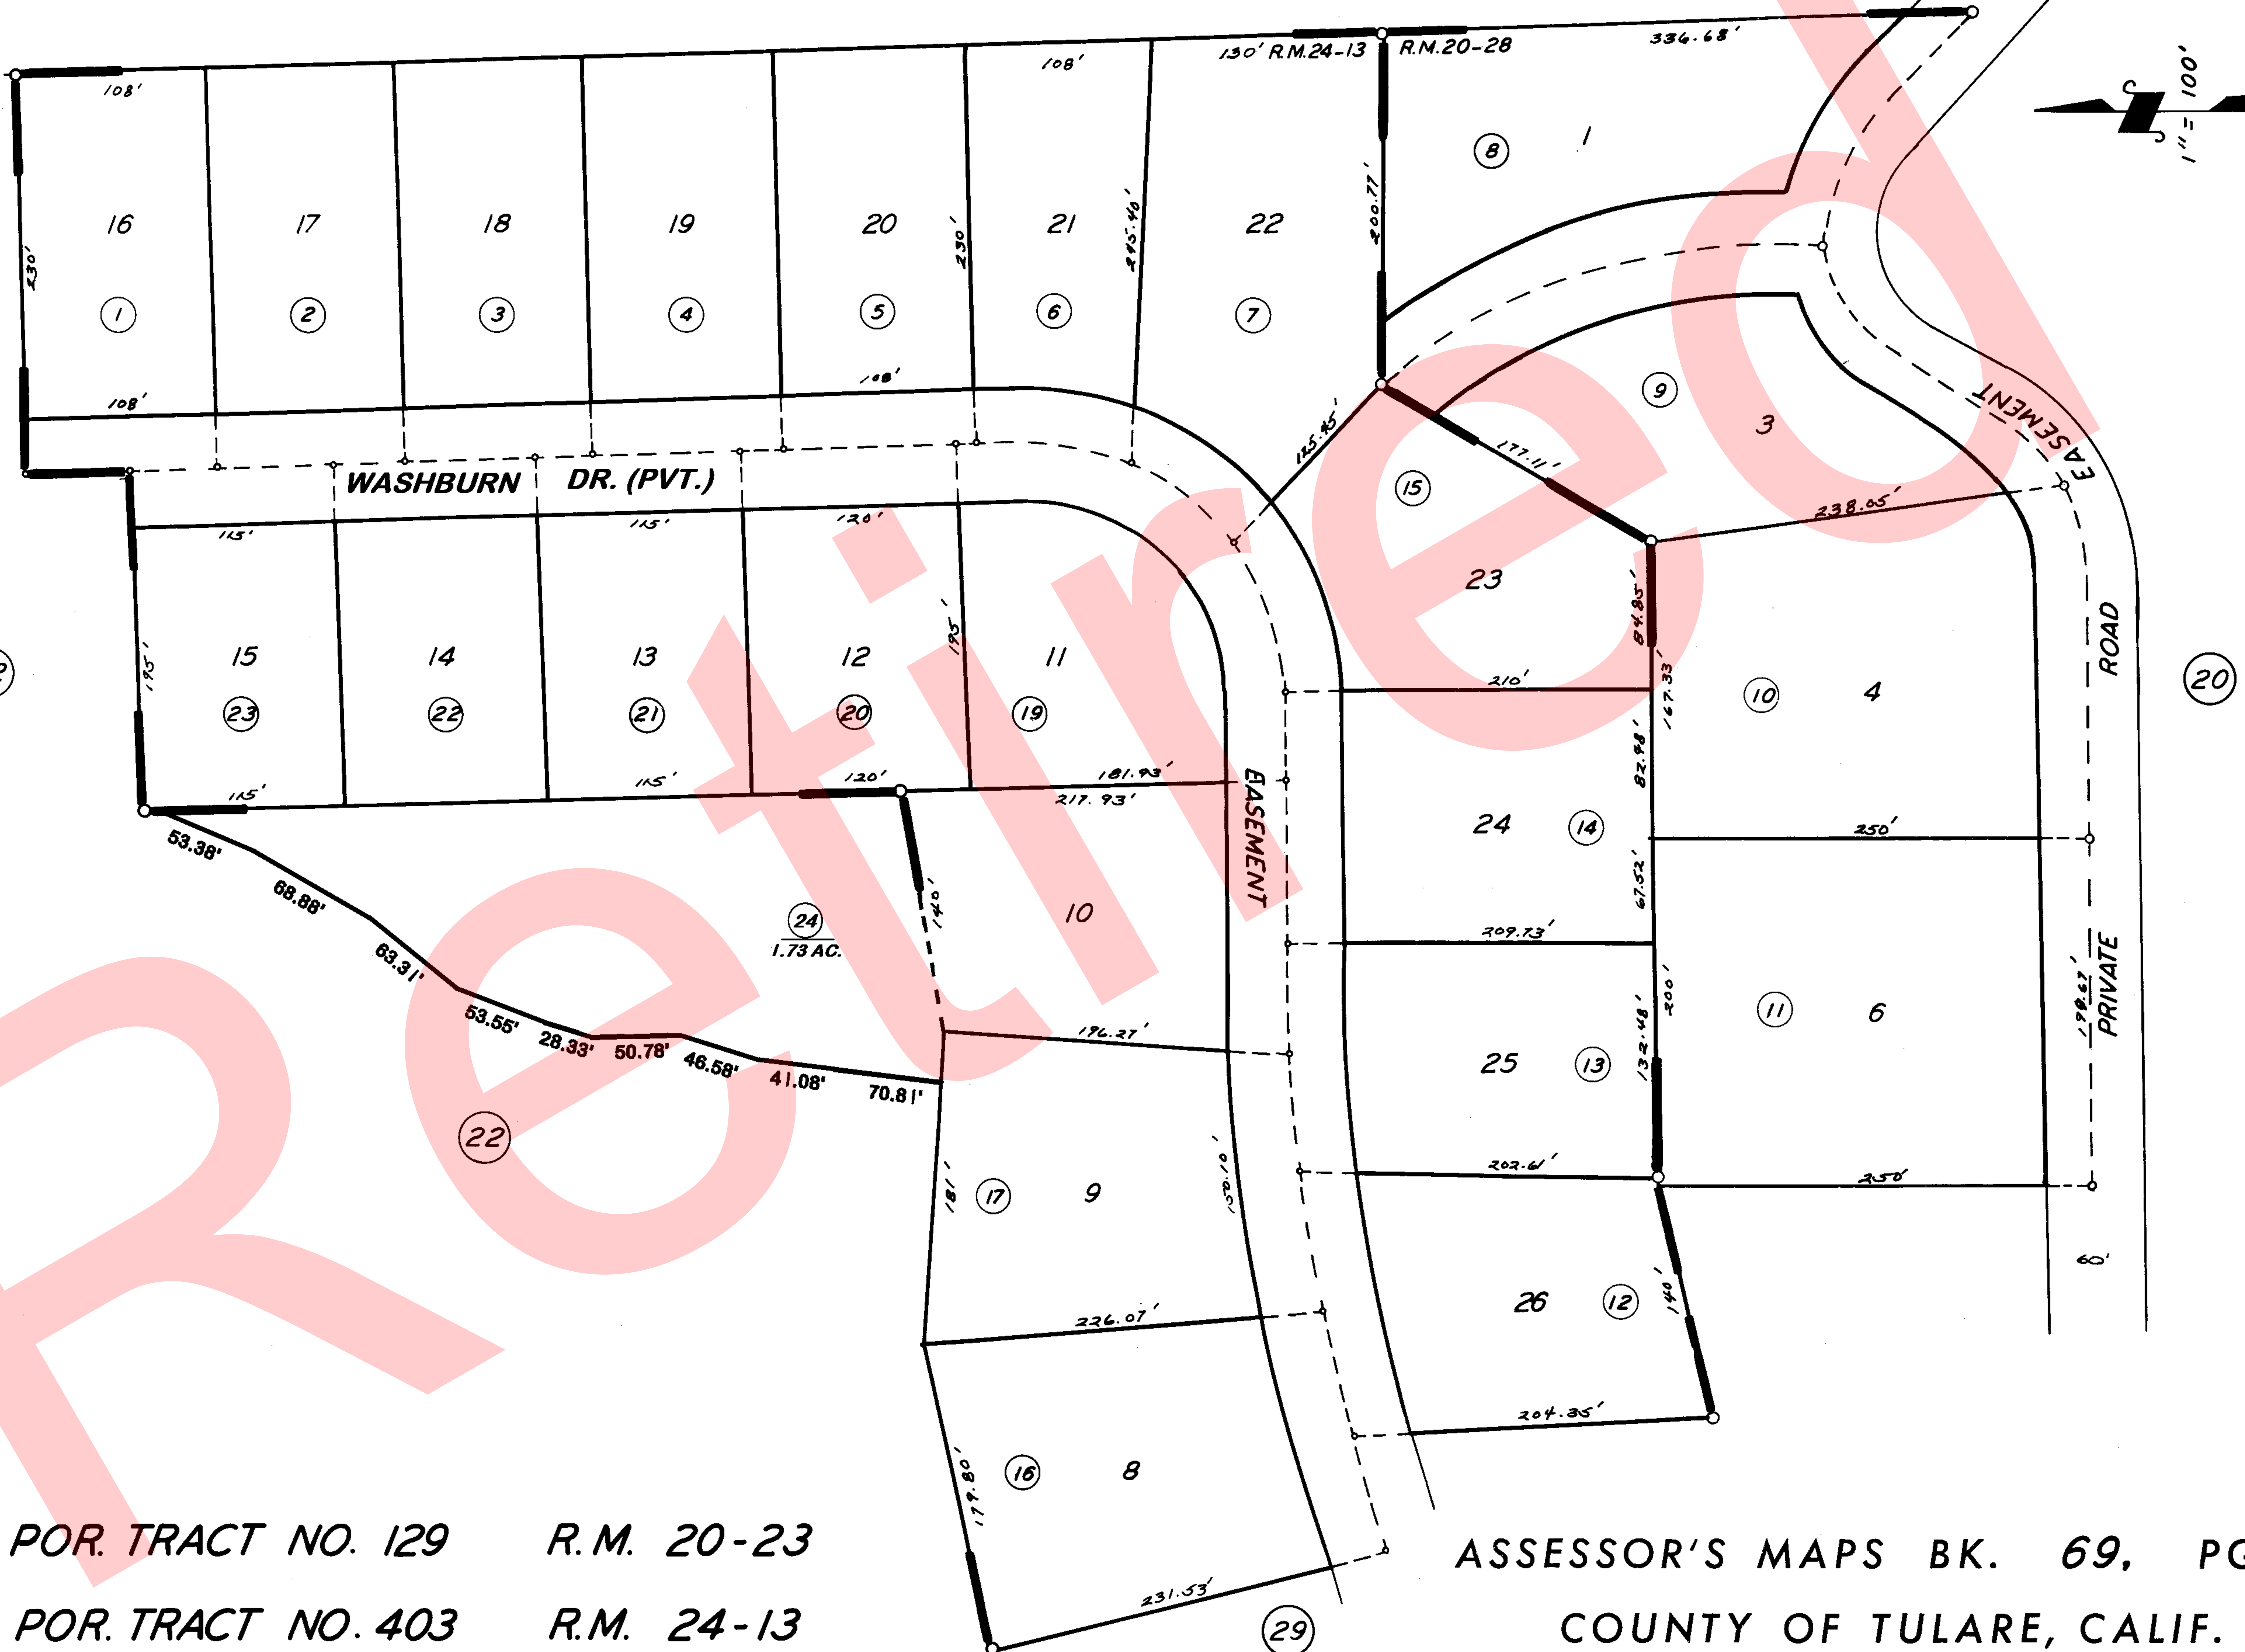 130' R.M.24-13 R.M.20-28 336.68'
108' 108'
1"= 100'
8 1
200.77'
16 17 18 19 20 21 22
230' 230' 245.40'
1 2 3 4 5 6 7
108' 108'
9
3
EASEMENT
125.45'
177.11'
15
WASHBURN DR. (PVT.)
238.05'
115' 115' 120'
23
84.85'
ROAD
195' 195'
15 14 13 12 11
210'
167.33'
10 4
20
23 22 21 20 19
82.98'
115' 115' 120' 181.93'
217.93'
EASEMENT
24 14
250'
67.52'
24
1.73 AC.
140'
10
209.73'
53.38'
68.88'
63.31'
53.55'
28.33'
50.78'
46.58'
41.08'
70.81'
22
196.27'
200'
132.48'
11 6
PRIVATE
25 13
202.61'
250'
181'
17 9
150.10'
60'
26 12
140'
226.07'
204.35'
179.80'
16 8
231.53'
29
POR. TRACT NO. 129 R.M. 20-23
POR. TRACT NO. 403 R.M. 24-13
ASSESSOR'S MAPS BK. 69, PG
COUNTY OF TULARE, CALIF.
Retired